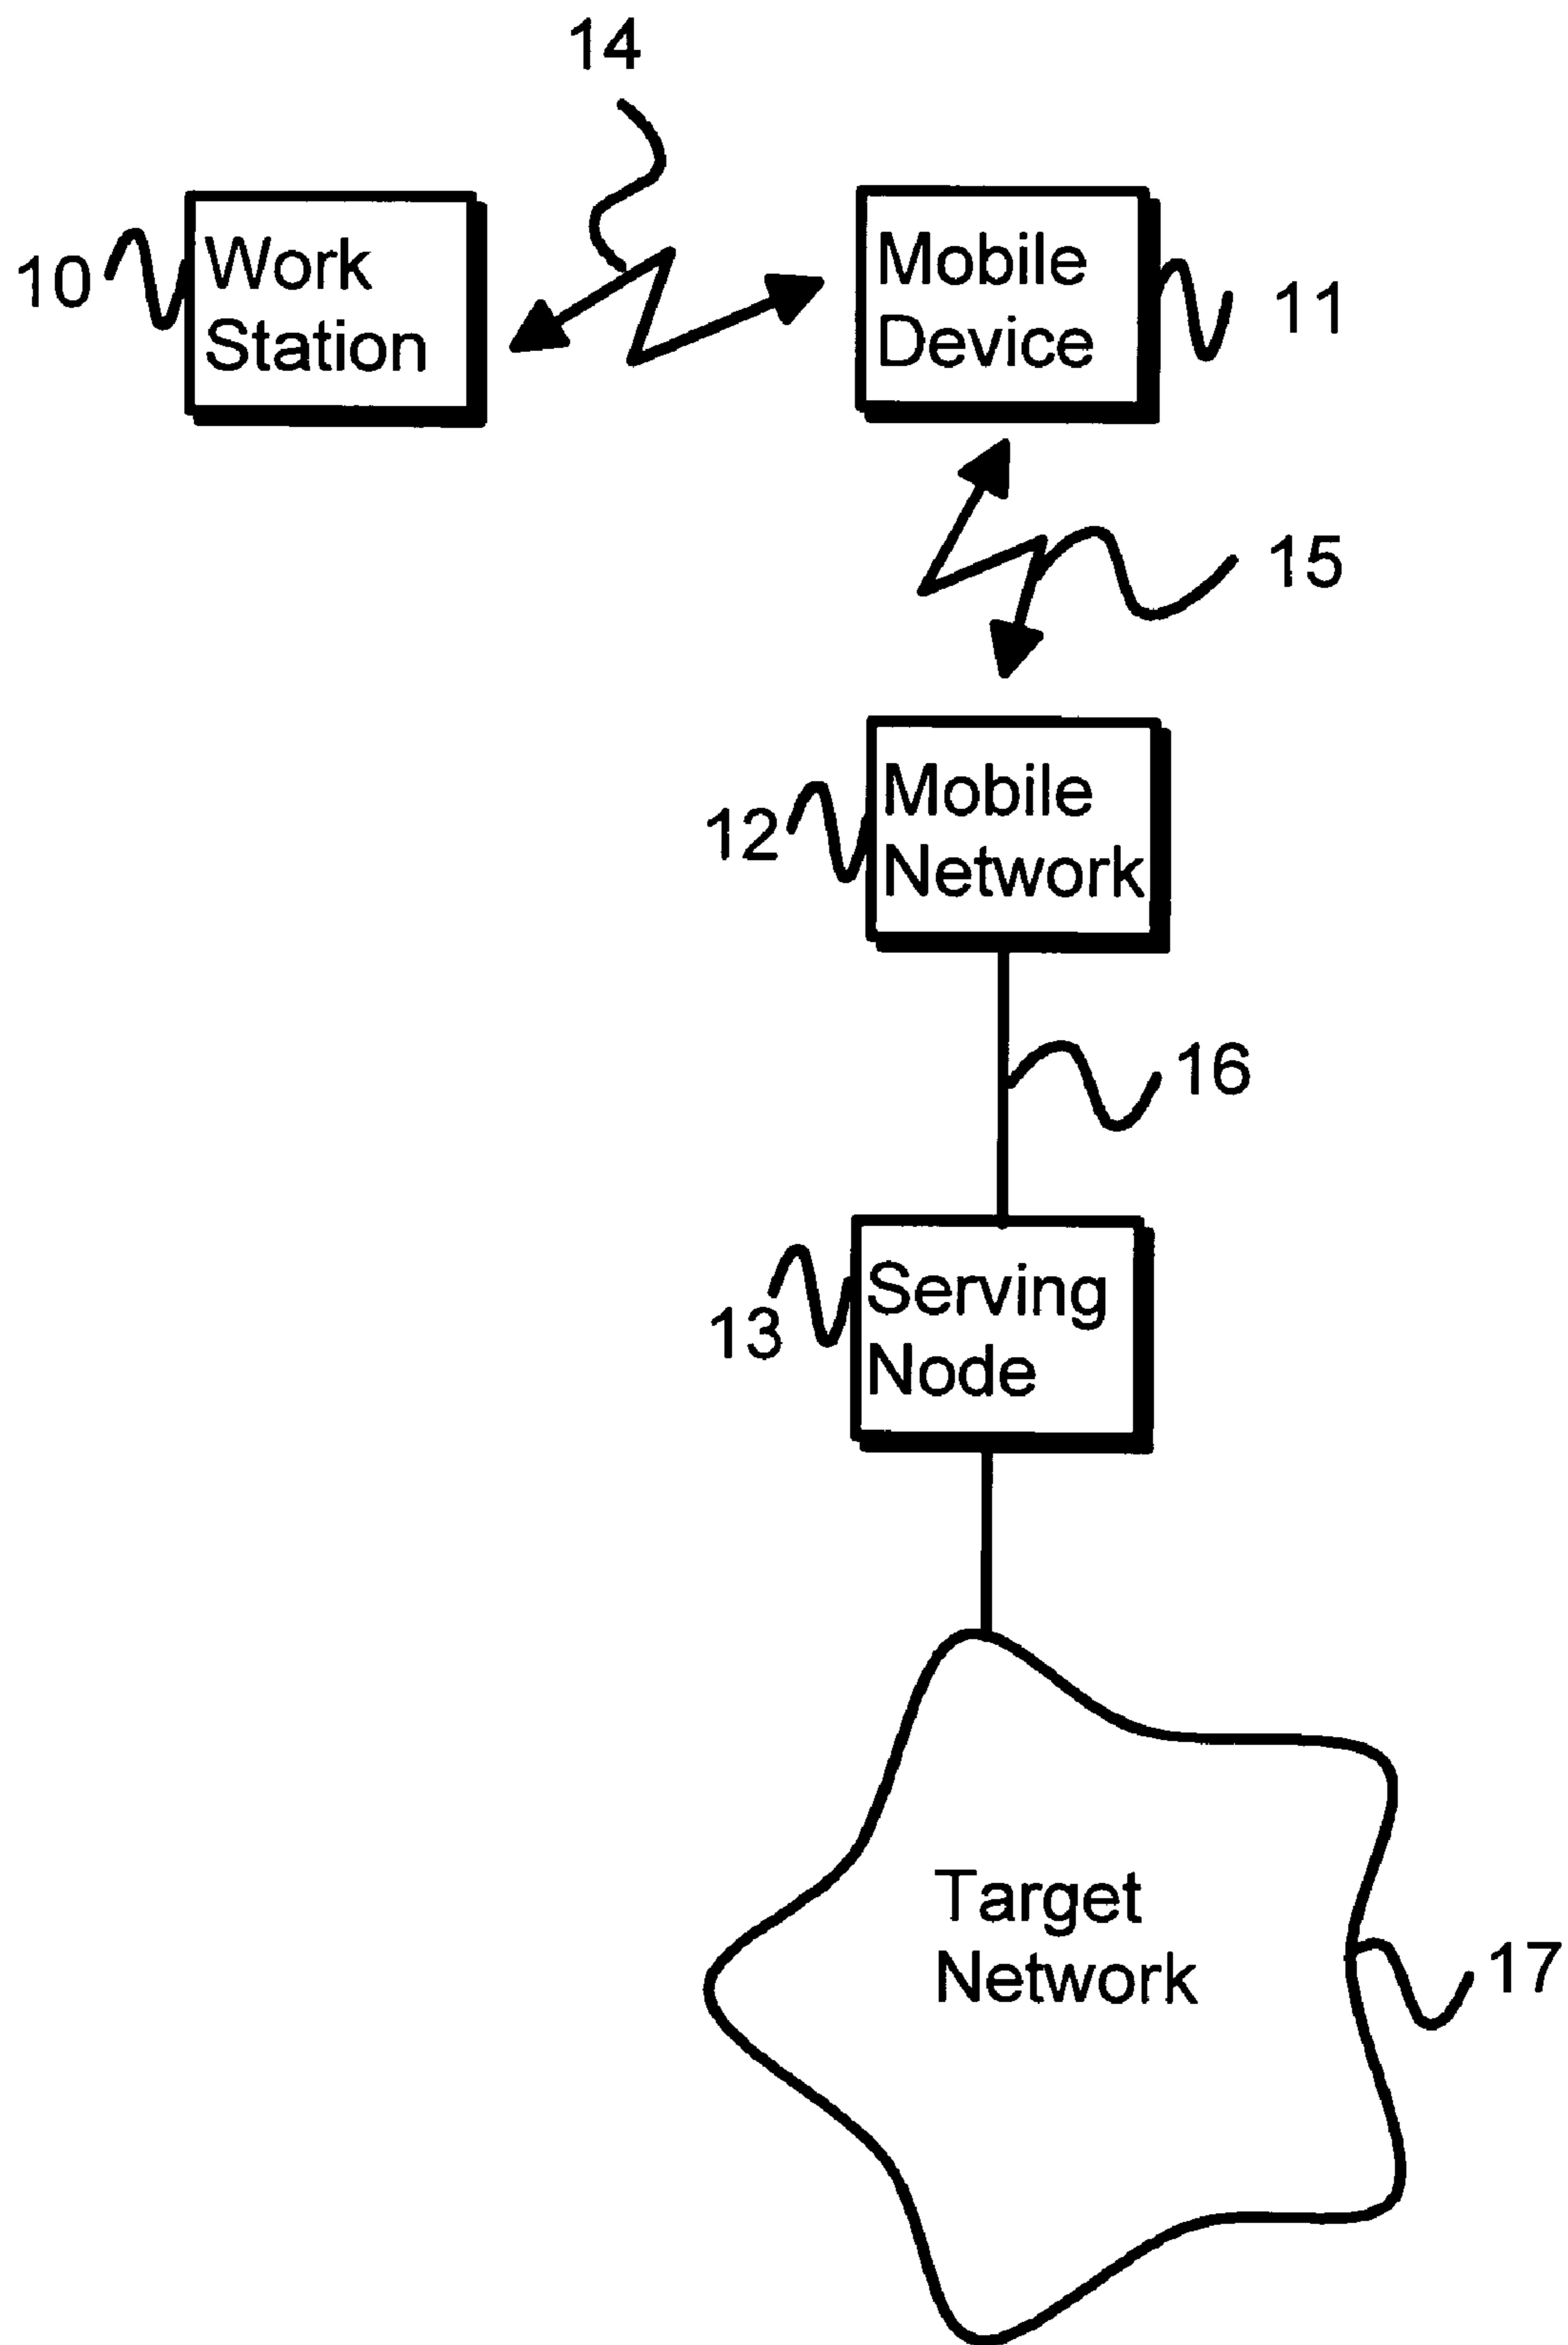 14
10
Work
Station
Mobile
Device
11
15
12
Mobile
Network
16
13
Serving
Node
Target
Network
17